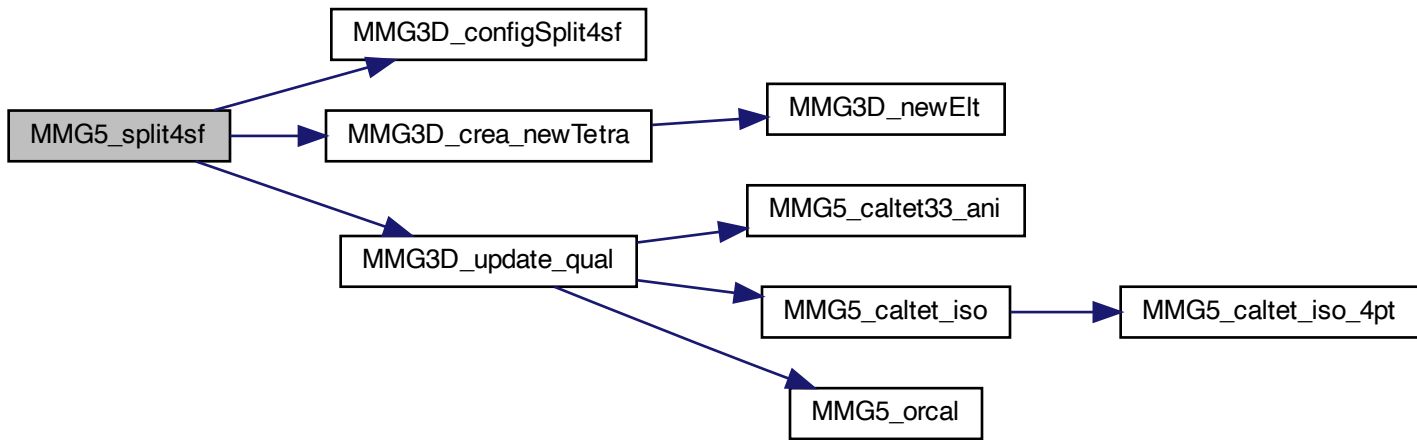 MMG5_split4sf
MMG3D_configSplit4sf
MMG3D_crea_newTetra
MMG3D_newElt
MMG3D_update_qual
MMG5_caltet33_ani
MMG5_caltet_iso
MMG5_caltet_iso_4pt
MMG5_orcal